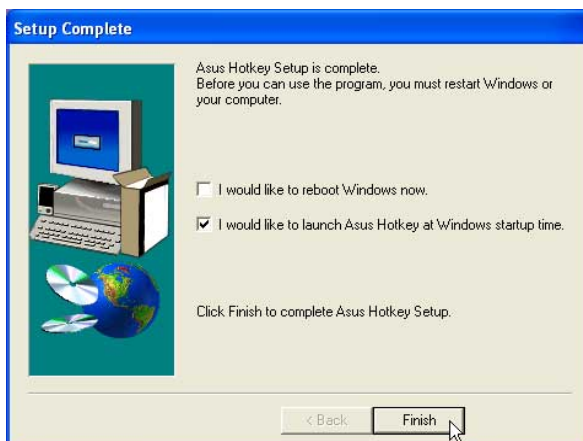 Setup Complete
Asus Hotkey Setup is complete.
Before you can use the program, you must restart Windows or
your computer.
I would like to reboot Windows now.
I would like to launch Asus Hotkey at Windows startup time.
Click Finish to complete Asus Hotkey Setup.
< Back
Finish